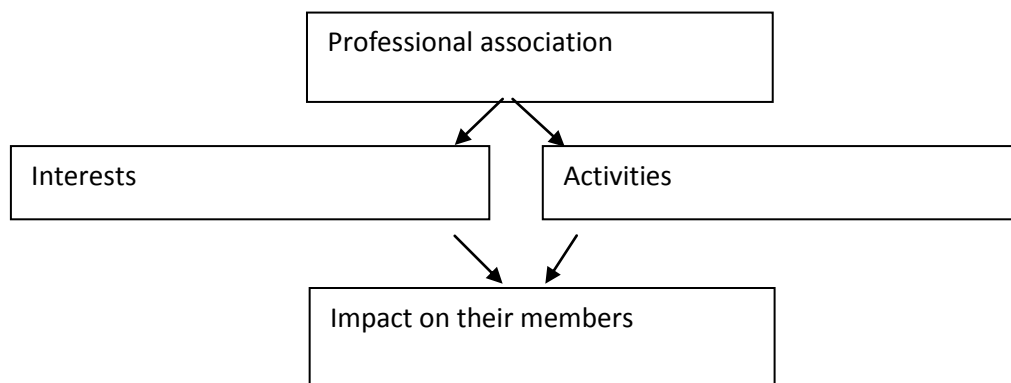 Professional association
Interests
Activities
Impact on their members